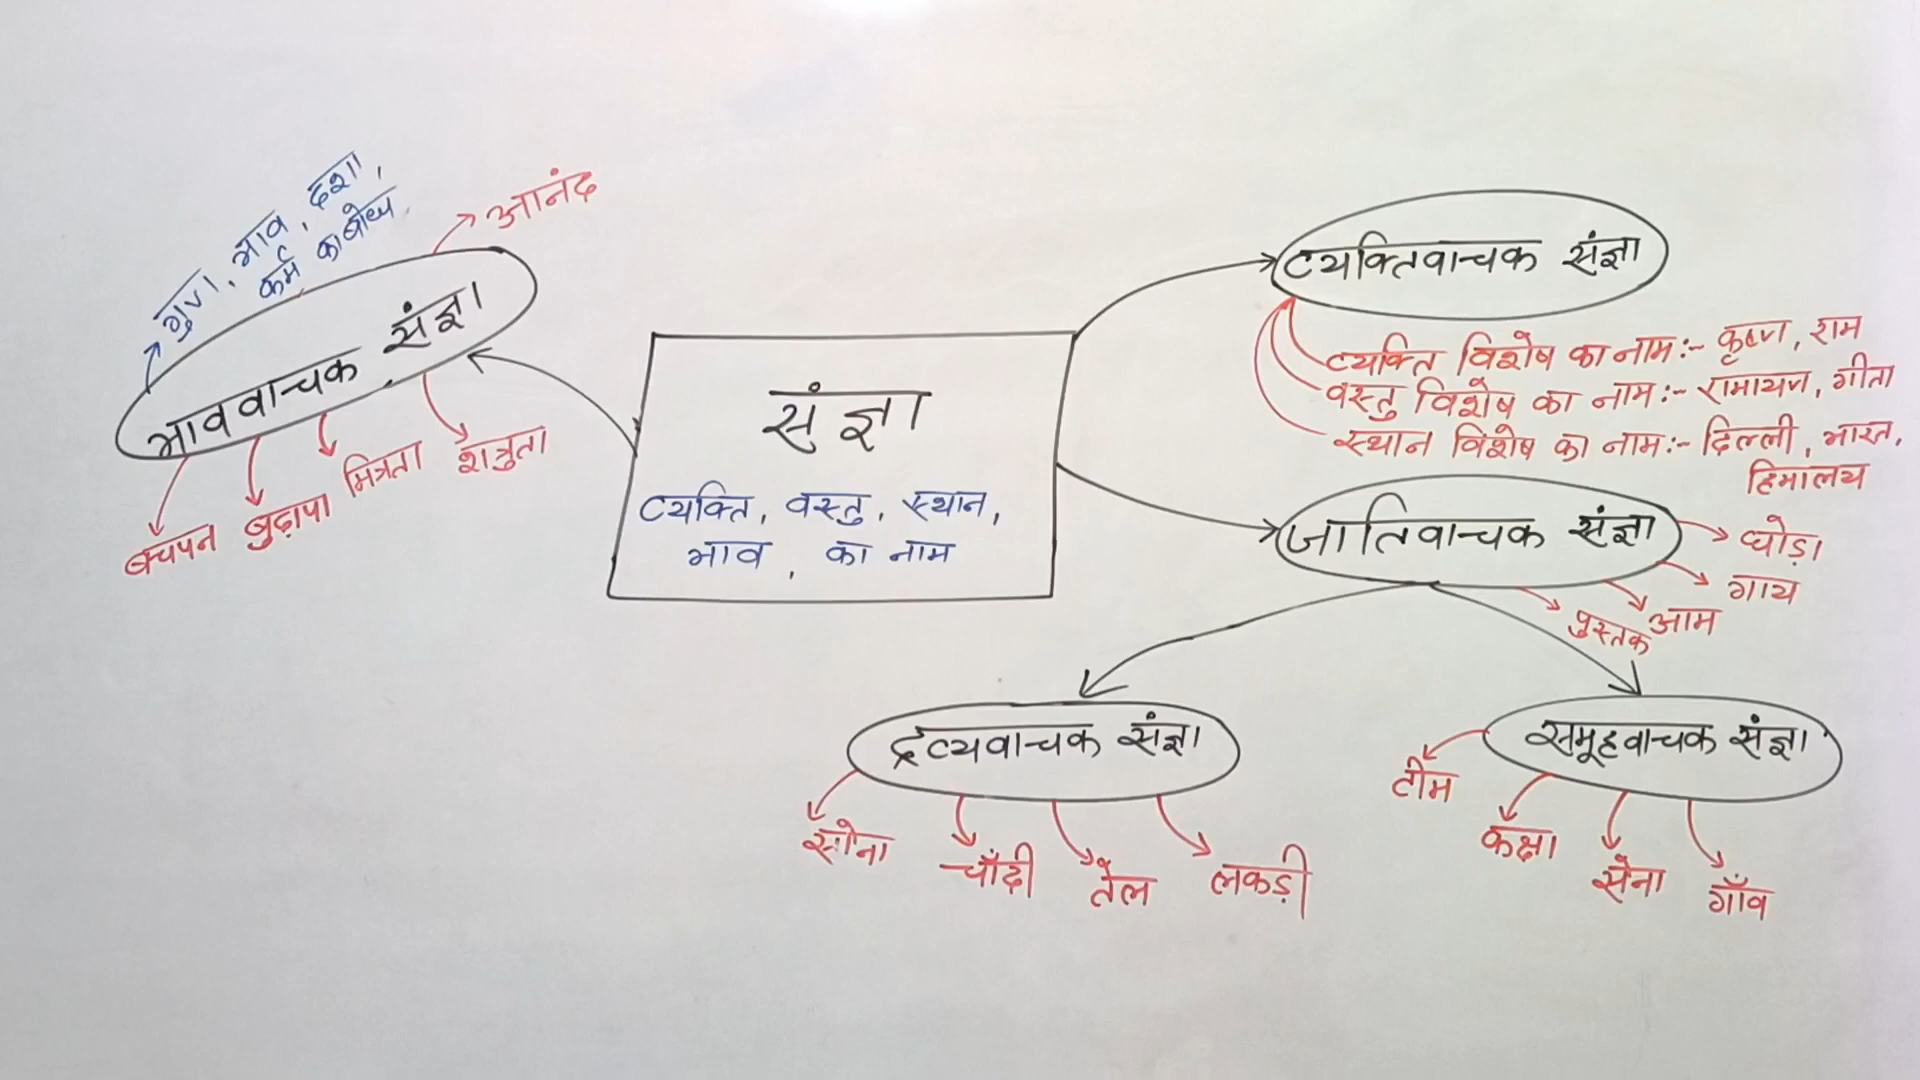 संज्ञा
व्यक्ति, वस्तु, स्थान,
भाव, का नाम
भाववाचक संज्ञा
गुण, भाव, दशा,
कर्म का बोध
आनंद
बचपन
बुढ़ापा
मित्रता
शत्रुता
व्यक्तिवाचक संज्ञा
व्यक्ति विशेष का नाम:- कृष्ण, राम
वस्तु विशेष का नाम:- रामायण, गीता
स्थान विशेष का नाम:- दिल्ली, भारत,
हिमालय
जातिवाचक संज्ञा
घोड़ा
गाय
आम
पुस्तक
द्रव्यवाचक संज्ञा
सोना
चाँदी
तेल
लकड़ी
समूहवाचक संज्ञा
टीम
कक्षा
सेना
गाँव